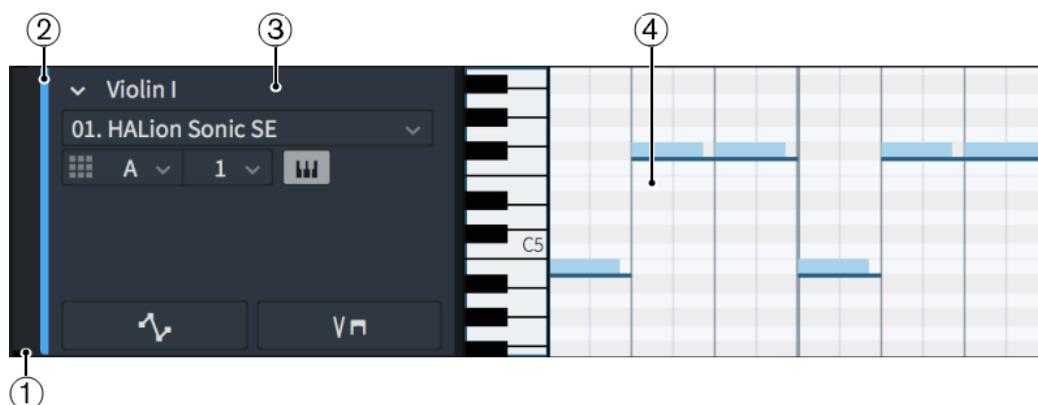 ② ③ ④
Violin I
01. HALion Sonic SE
A 1
C5
V
①